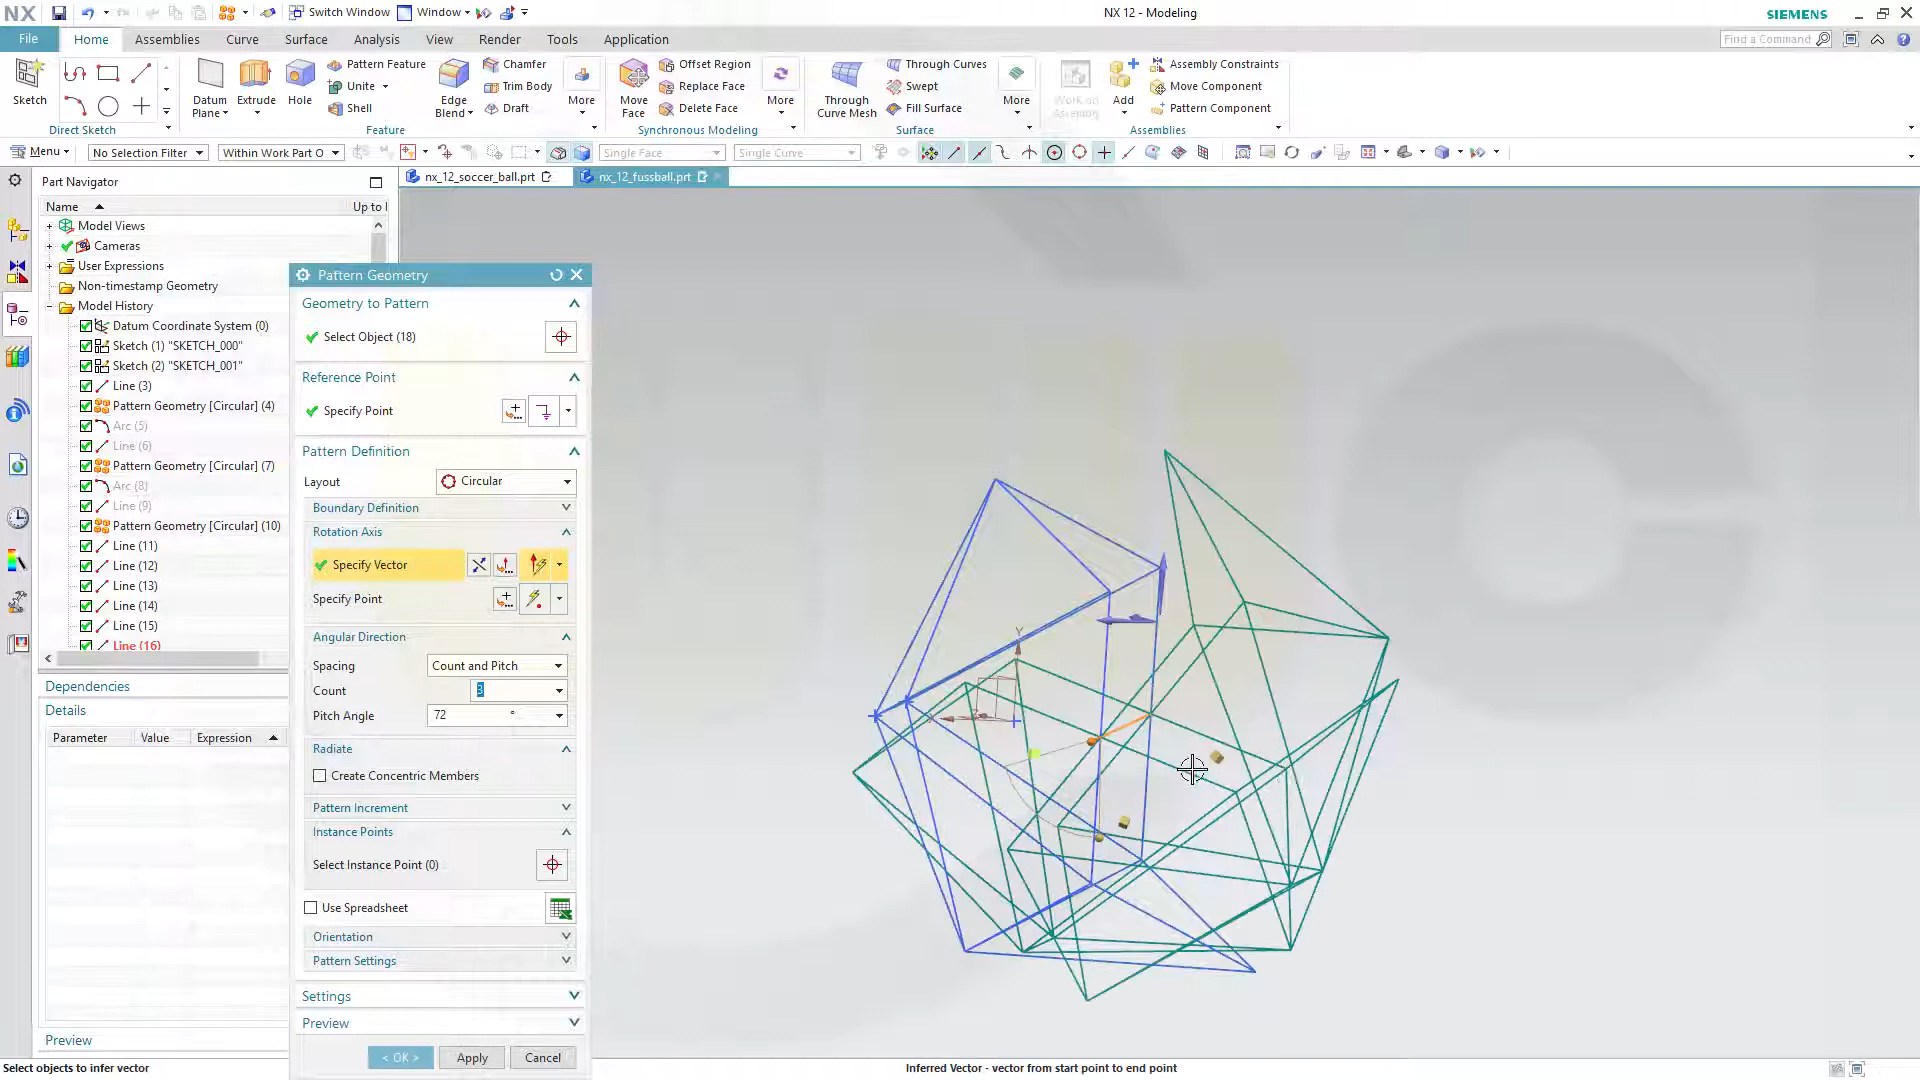 NX
Switch Window
Window
NX 12 - Modeling
SIEMENS
File
Home
Assemblies
Curve
Surface
Analysis
View
Render
Tools
Application
Find a Command
Sketch
Direct Sketch
Datum
Plane
Extrude
Hole
Pattern Feature
Unite
Shell
Edge
Blend
Chamfer
Trim Body
Draft
More
Feature
Move
Face
Offset Region
Replace Face
Delete Face
More
Synchronous Modeling
Through
Curve Mesh
Through Curves
Swept
Fill Surface
More
Surface
Work on
Assembly
Add
Assembly Constraints
Move Component
Pattern Component
Assemblies
Menu
No Selection Filter
Within Work Part O
Single Face
Single Curve
Part Navigator
nx_12_soccer_ball.prt
nx_12_fussball.prt
Name
Up to
Model Views
Cameras
User Expressions
Non-timestamp Geometry
Model History
Datum Coordinate System (0)
Sketch (1) "SKETCH_000"
Sketch (2) "SKETCH_001"
Line (3)
Pattern Geometry [Circular] (4)
Arc (5)
Line (6)
Pattern Geometry [Circular] (7)
Arc (8)
Line (9)
Pattern Geometry [Circular] (10)
Line (11)
Line (12)
Line (13)
Line (14)
Line (15)
Line (16)
Dependencies
Details
Parameter
Value
Expression
Preview
Pattern Geometry
Geometry to Pattern
Select Object (18)
Reference Point
Specify Point
Pattern Definition
Layout
Circular
Boundary Definition
Rotation Axis
Specify Vector
Specify Point
Angular Direction
Spacing
Count and Pitch
Count
3
Pitch Angle
72
°
Radiate
Create Concentric Members
Pattern Increment
Instance Points
Select Instance Point (0)
Use Spreadsheet
Orientation
Pattern Settings
Settings
Preview
< OK >
Apply
Cancel
Y
Select objects to infer vector
Inferred Vector - vector from start point to end point